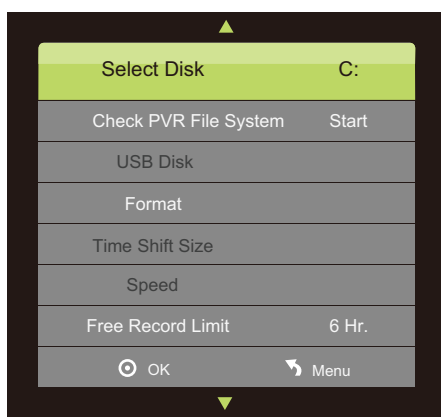 Select Disk C:
Check PVR File System Start
USB Disk
Format
Time Shift Size
Speed
Free Record Limit 6 Hr.
OK Menu